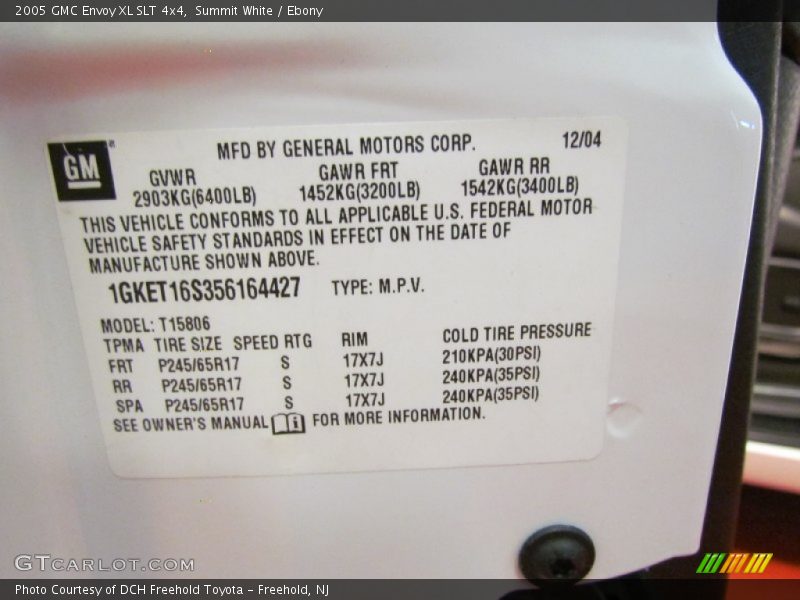 2005 GMC Envoy XL SLT 4x4, Summit White / Ebony
GM
MFD BY GENERAL MOTORS CORP. 12/04
GVWR GAWR FRT GAWR RR
2903KG(6400LB) 1452KG(3200LB) 1542KG(3400LB)
THIS VEHICLE CONFORMS TO ALL APPLICABLE U.S. FEDERAL MOTOR
VEHICLE SAFETY STANDARDS IN EFFECT ON THE DATE OF
MANUFACTURE SHOWN ABOVE.
1GKET16S356164427 TYPE: M.P.V.
MODEL: T15806
TPMA TIRE SIZE SPEED RTG RIM COLD TIRE PRESSURE
FRT P245/65R17 S 17X7J 210KPA(30PSI)
RR P245/65R17 S 17X7J 240KPA(35PSI)
SPA P245/65R17 S 17X7J 240KPA(35PSI)
SEE OWNER'S MANUAL FOR MORE INFORMATION.
GTCARLOT.COM
Photo Courtesy of DCH Freehold Toyota - Freehold, NJ